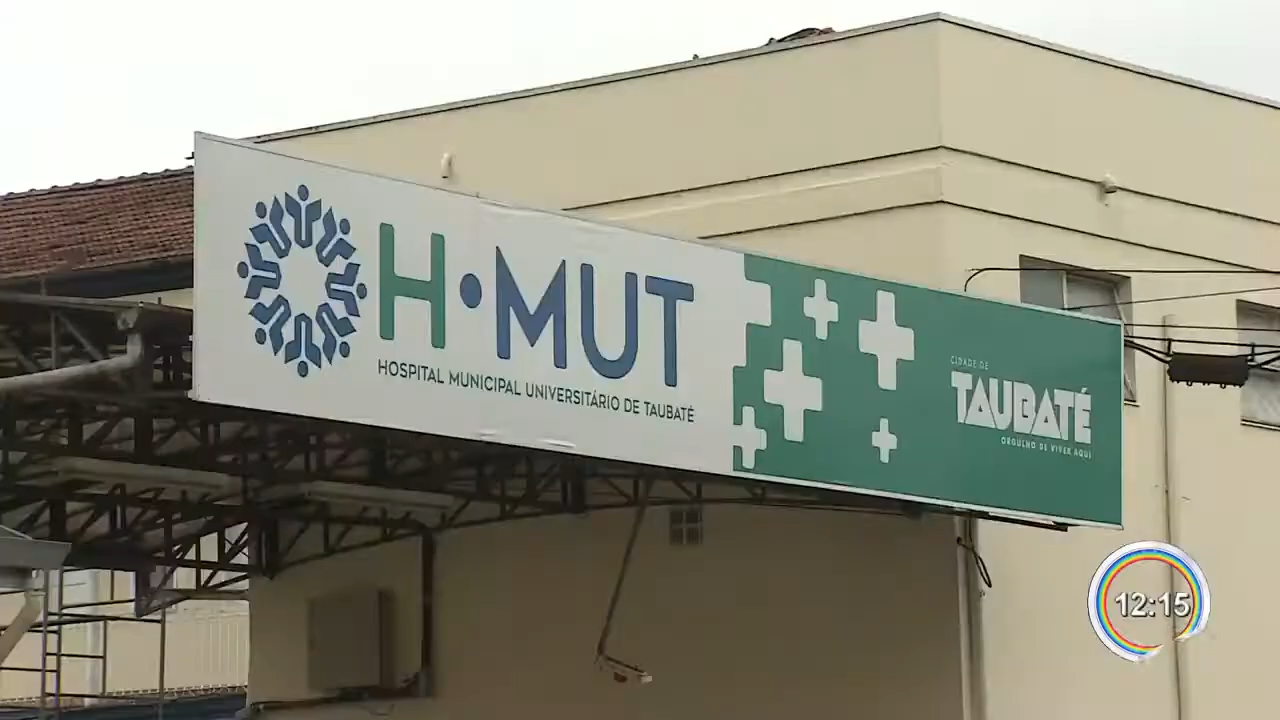 H·MUT
HOSPITAL MUNICIPAL UNIVERSITÁRIO DE TAUBATÉ
CIDADE DE
TAUBATÉ
ORGULHO DE VIVER AQUI
12:15